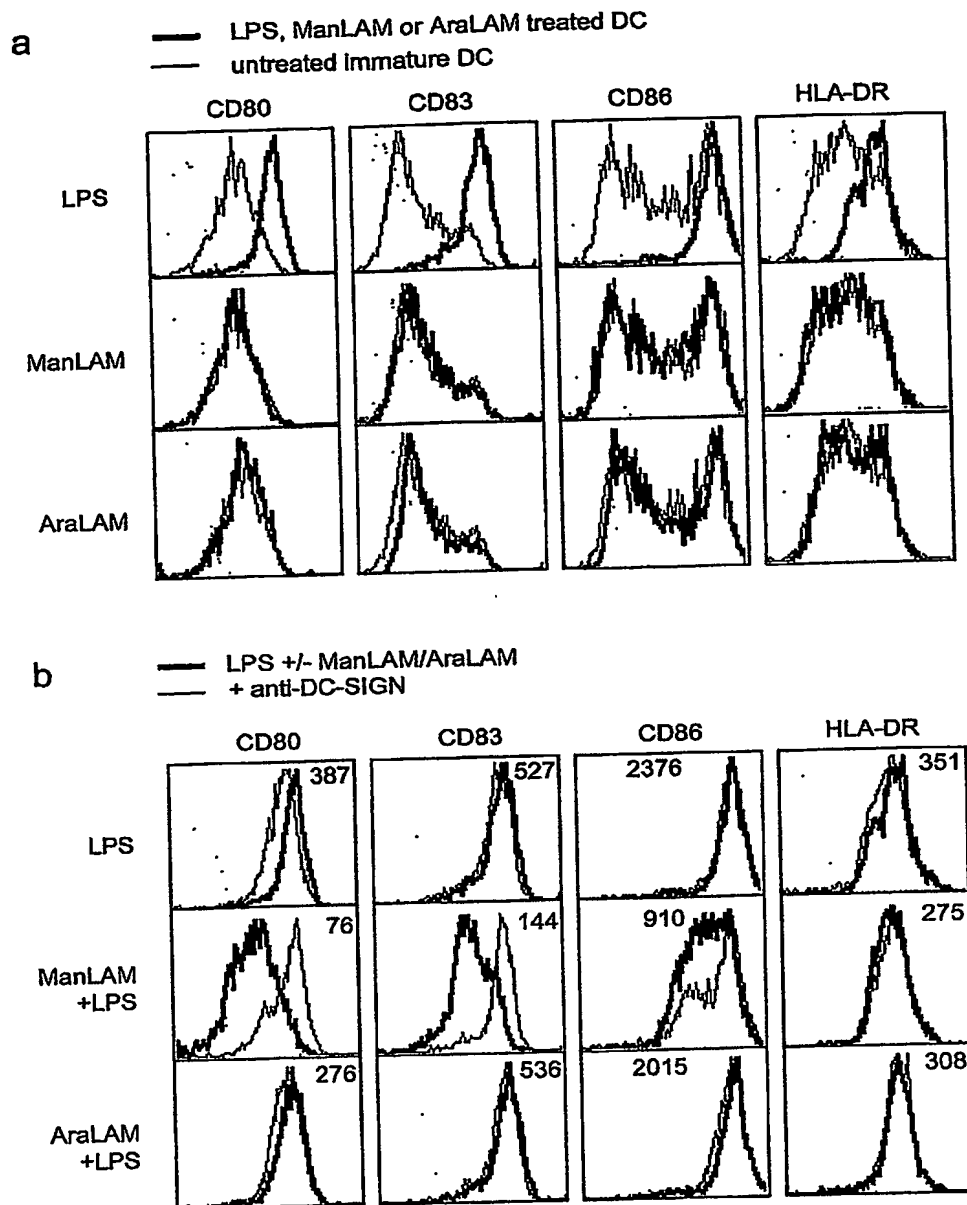 a
LPS, ManLAM or AraLAM treated DC
untreated immature DC
CD80 CD83 CD86 HLA-DR
LPS
ManLAM
AraLAM
b
LPS +/- ManLAM/AraLAM
+ anti-DC-SIGN
CD80 CD83 CD86 HLA-DR
LPS
387 527 2376 351
ManLAM
+LPS
76 144 910 275
AraLAM
+LPS
276 536 2015 308